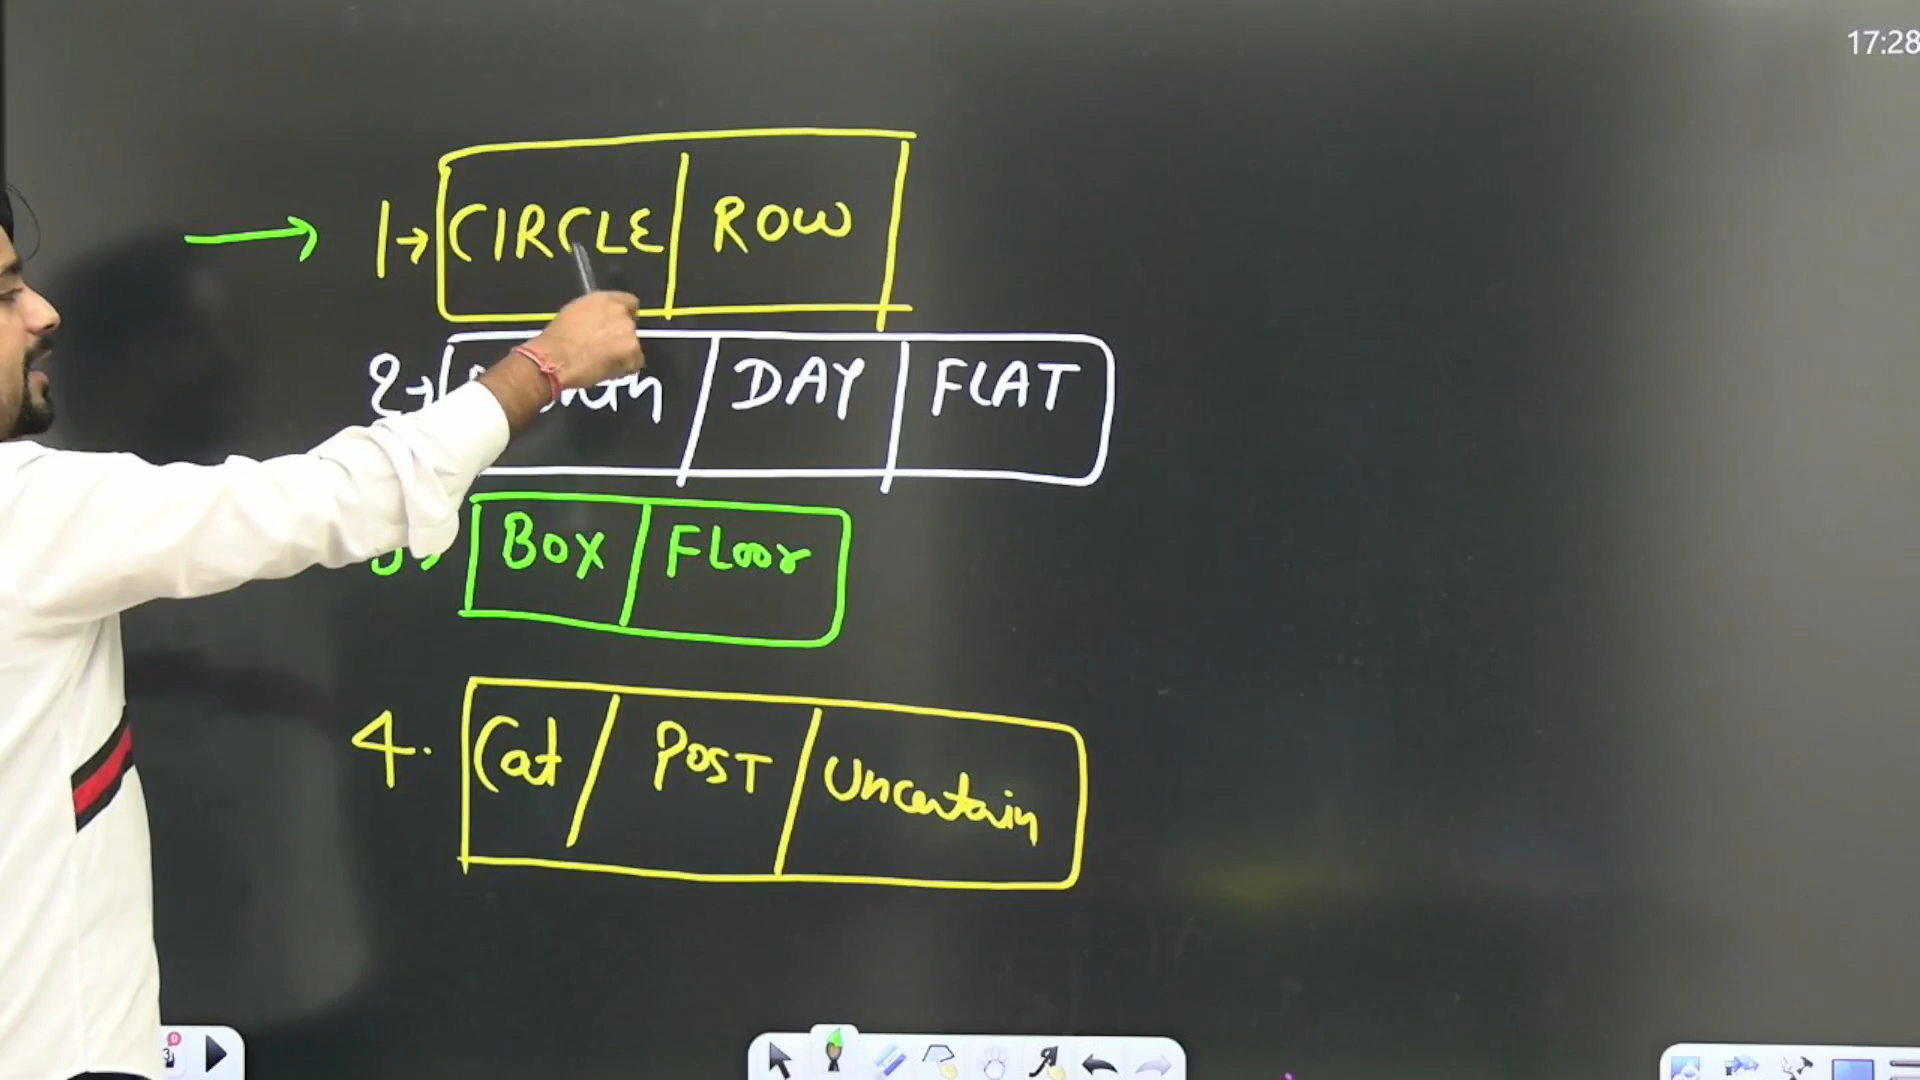 17:28
1→ CIRCLE ROW
2→ DAY FLAT
BOX FLoor
4. Cat POST Uncertain